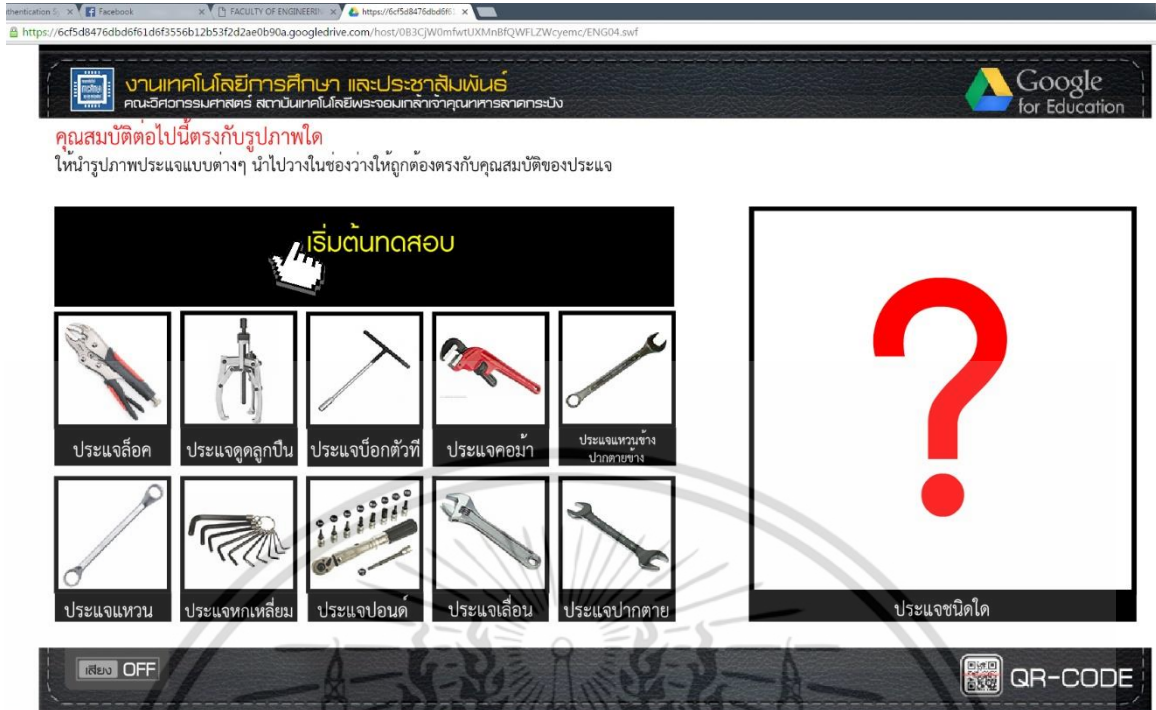 Facebook
FACULTY OF ENGINEERIN
https://6cf5d8476dbd6f61
https://6cf5d8476dbd6f61d6f3556b12b53f2d2ae0b90a.googledrive.com/host/0B3CjW0mfwtUXMnBfQWFLZWcyemc/ENG04.swf
งานเทคโนโลยีการศึกษา และประชาสัมพันธ์
คณะวิศวกรรมศาสตร์ สถาบันเทคโนโลยีพระจอมเกล้าเจ้าคุณทหารลาดกระบัง
Google
for Education
คุณสมบัติต่อไปนี้ตรงกับรูปภาพใด
ให้นำรูปภาพประแจแบบต่างๆ นำไปวางในช่องว่างให้ถูกต้องตรงกับคุณสมบัติของประแจ
เริ่มต้นทดสอบ
?
ประแจล็อค
ประแจดูดลูกปืน
ประแจบ็อกตัวที
ประแจคอม้า
ประแจแหวนข้าง
ปากตายข้าง
ประแจแหวน
ประแจหกเหลี่ยม
ประแจปอนด์
ประแจเลื่อน
ประแจปากตาย
ประแจชนิดใด
เสียง OFF
QR-CODE